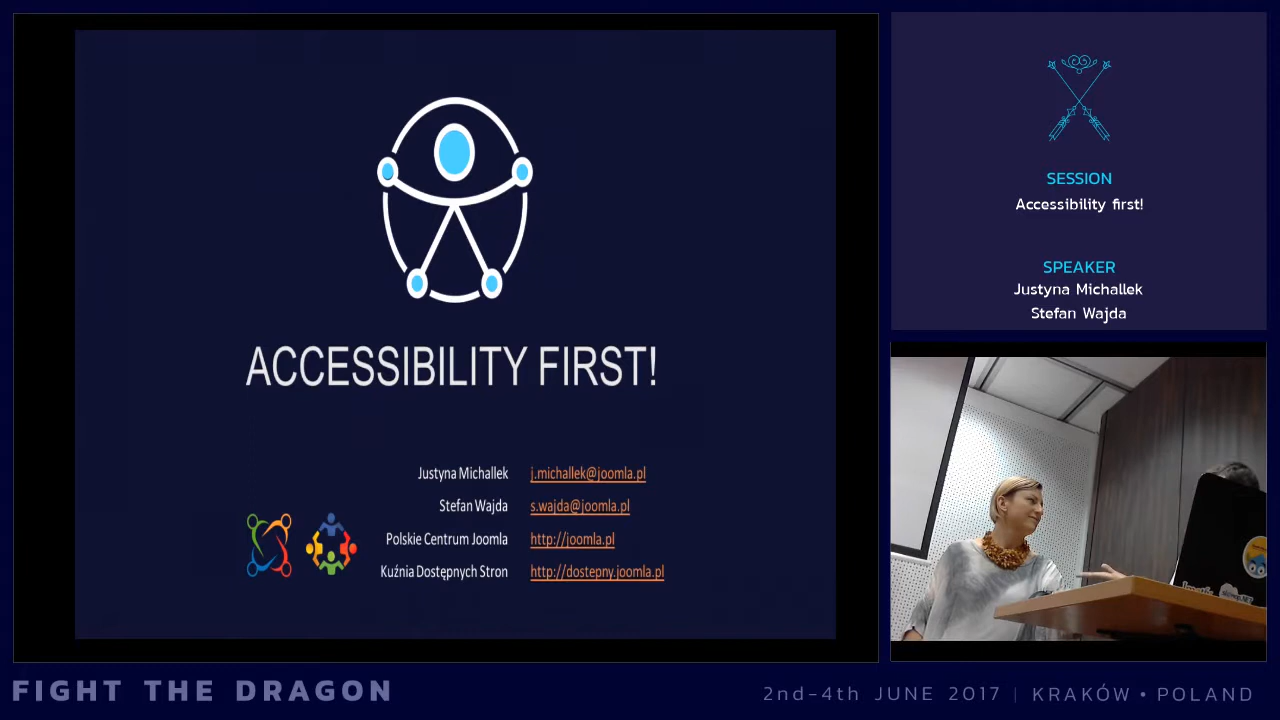 ACCESSIBILITY FIRST!
Justyna Michallek j.michallek@joomla.pl
Stefan Wajda s.wajda@joomla.pl
Polskie Centrum Joomla http://joomla.pl
Kuźnia Dostępnych Stron http://dostepny.joomla.pl
SESSION
Accessibility first!
SPEAKER
Justyna Michallek
Stefan Wajda
FIGHT THE DRAGON
2nd-4th JUNE 2017 | KRAKÓW • POLAND